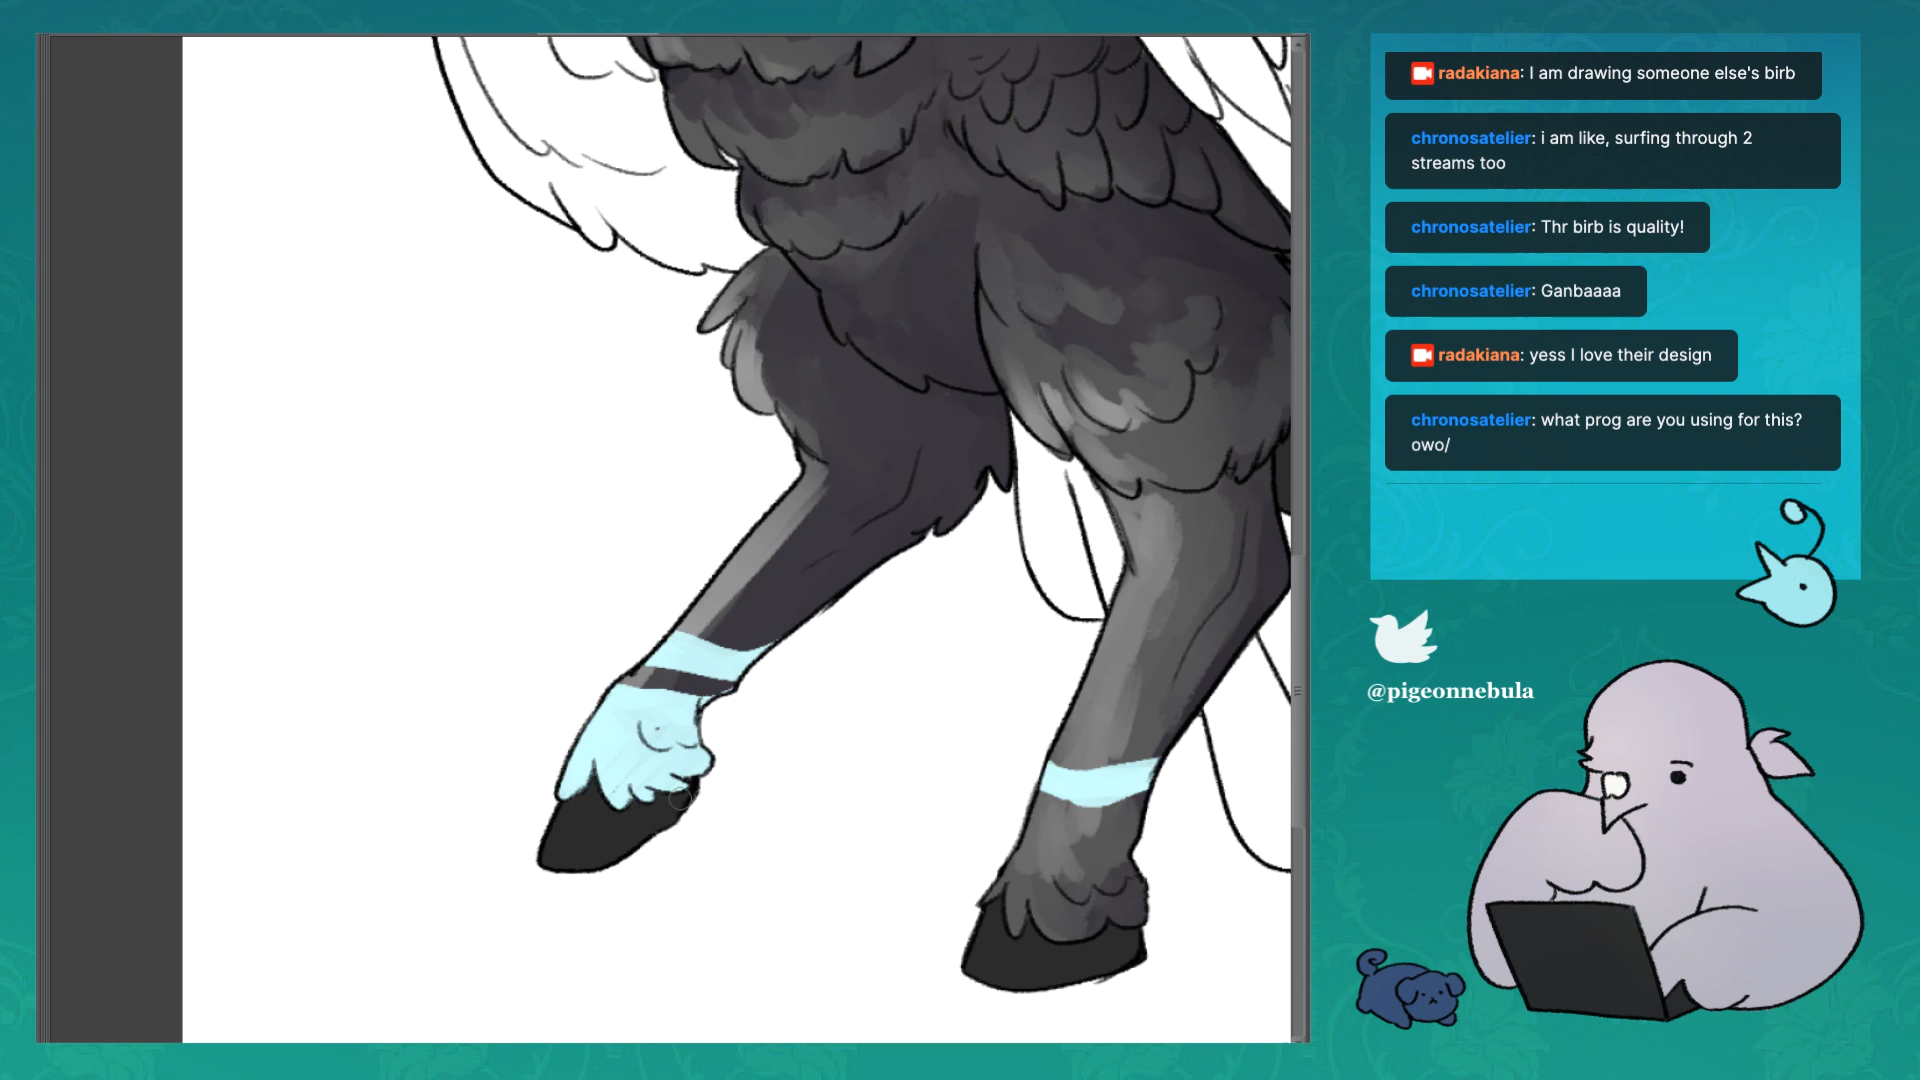 radakiana: I am drawing someone else's birb
chronosatelier: i am like, surfing through 2
streams too
chronosatelier: Thr birb is quality!
chronosatelier: Ganbaaaa
radakiana: yess I love their design
chronosatelier: what prog are you using for this?
owo/
@pigeonnebula